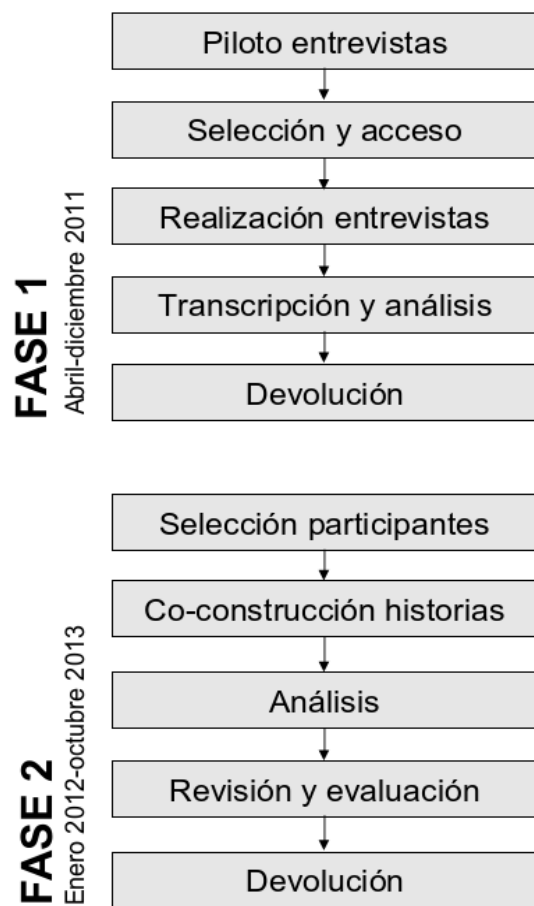 FASE 1
Abril-diciembre 2011
Piloto entrevistas
Selección y acceso
Realización entrevistas
Transcripción y análisis
Devolución
FASE 2
Enero 2012-octubre 2013
Selección participantes
Co-construcción historias
Análisis
Revisión y evaluación
Devolución